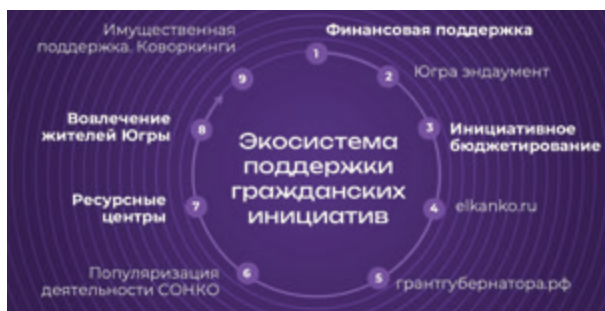 Экосистема
поддержки
гражданских
инициатив
1
Финансовая поддержка
2
Югра эндаумент
3
Инициативное
бюджетирование
4
elkanko.ru
5
грантгубернатора.рф
6
Популяризация
деятельности СОНКО
7
Ресурсные
центры
8
Вовлечение
жителей Югры
9
Имущественная
поддержка. Коворкинги